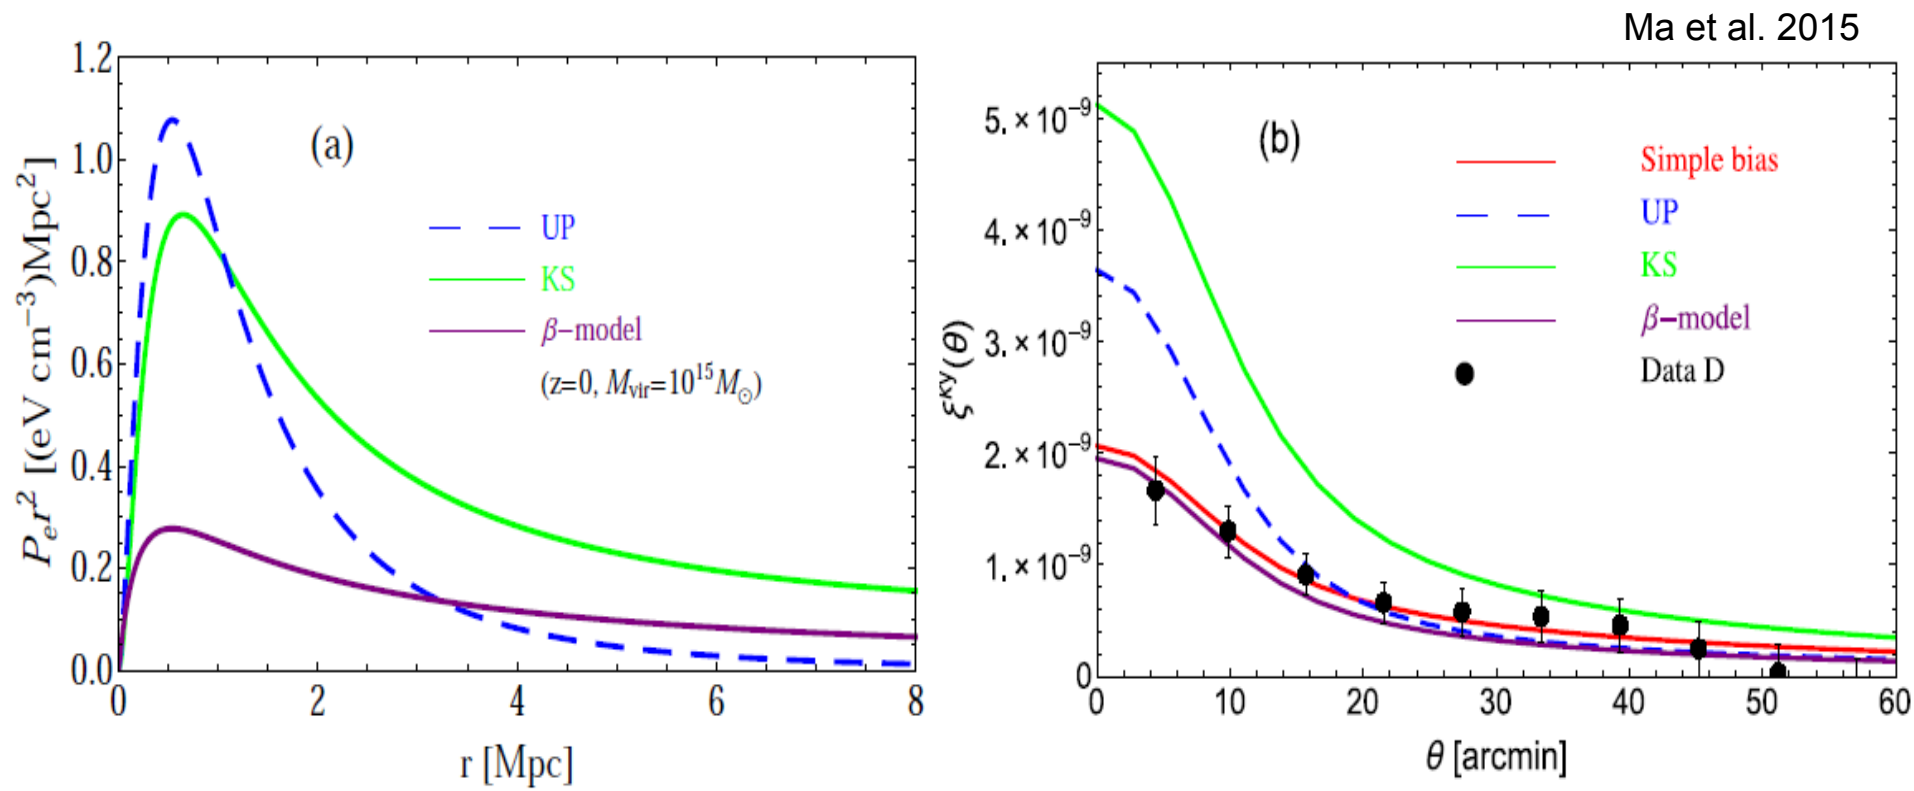 Ma et al. 2015
1.2
1.0
0.8
0.6
0.4
0.2
0.0
P_e r^2 [(eV cm^−3)Mpc^2]
(a)
UP
KS
β−model
(z=0, M_vir=10^15 M_⊙)
0 2 4 6 8
r [Mpc]
5.×10^−9
4.×10^−9
3.×10^−9
2.×10^−9
1.×10^−9
0
ξ^κy(θ)
(b)
Simple bias
UP
KS
β−model
Data D
0 10 20 30 40 50 60
θ [arcmin]